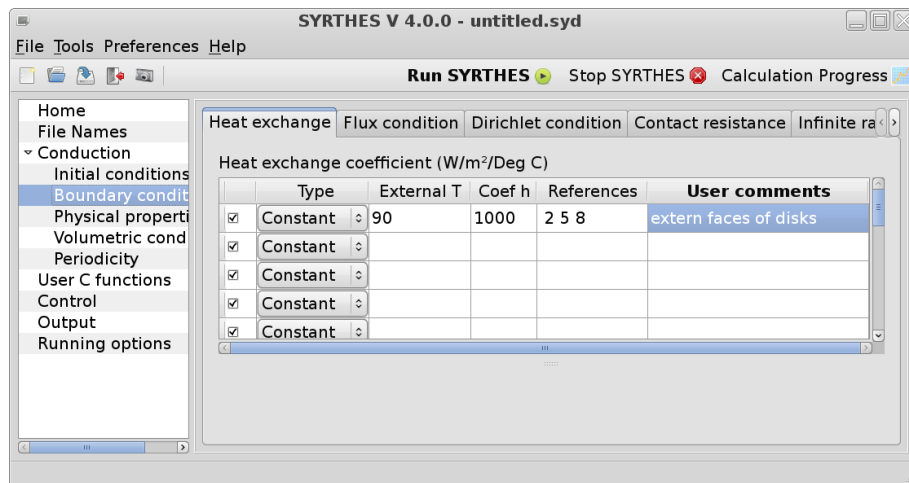 SYRTHES V 4.0.0 - untitled.syd
File Tools Preferences Help
Run SYRTHES Stop SYRTHES Calculation Progress
Home
File Names
Conduction
Initial conditions
Boundary condit
Physical properti
Volumetric cond
Periodicity
User C functions
Control
Output
Running options
Heat exchange Flux condition Dirichlet condition Contact resistance Infinite ra
Heat exchange coefficient (W/m²/Deg C)
Type External T Coef h References User comments
Constant 90 1000 2 5 8 extern faces of disks
Constant
Constant
Constant
Constant